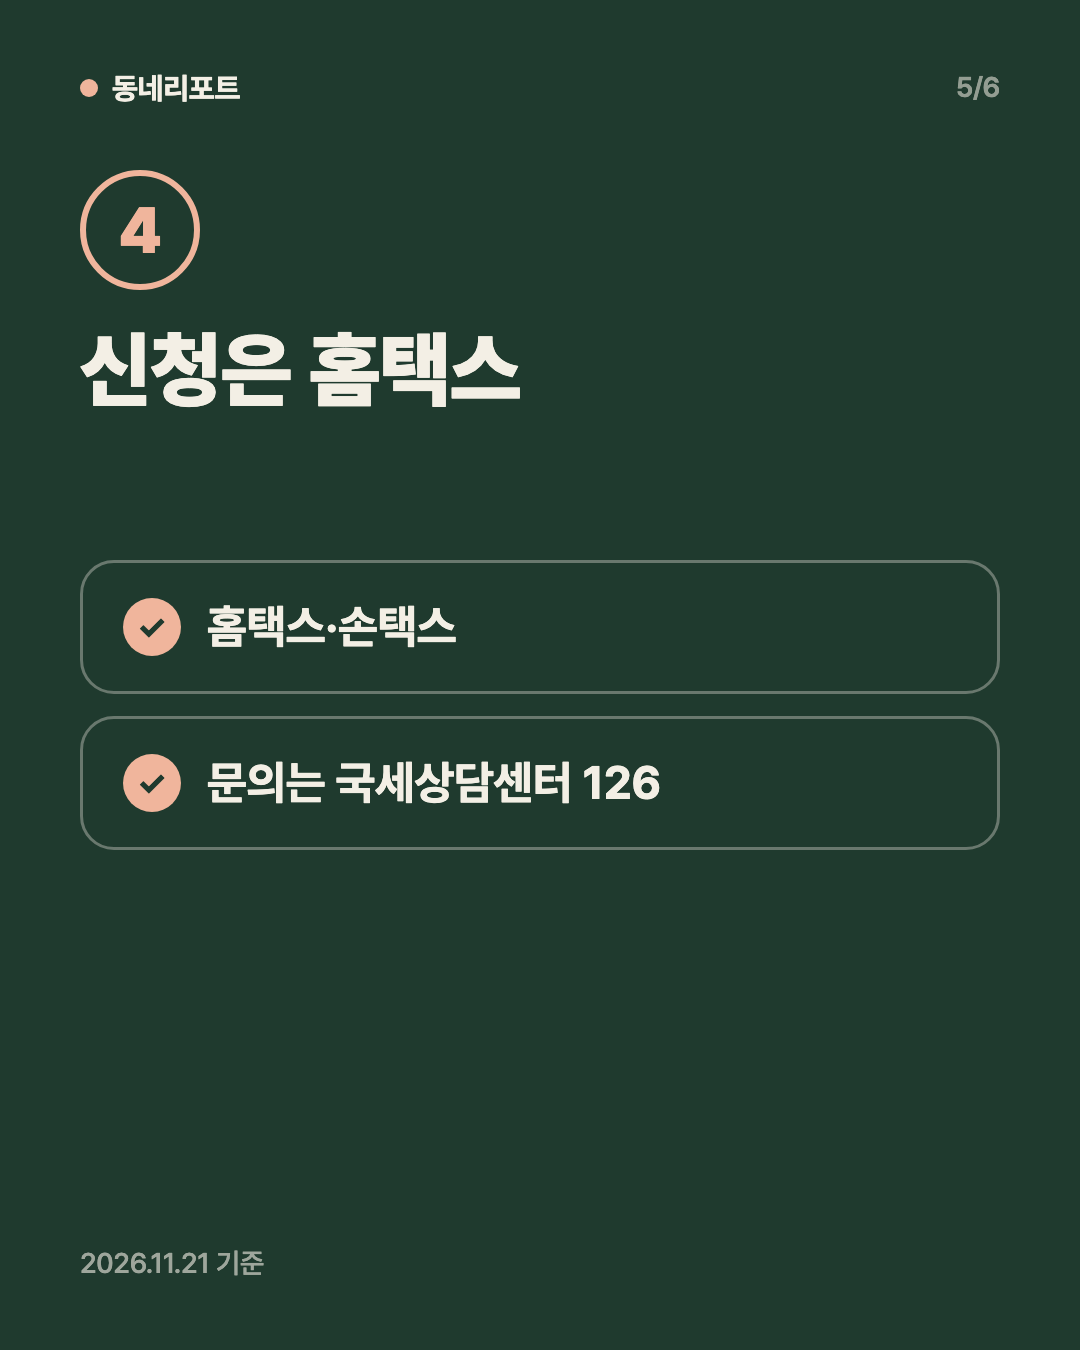 동네리포트
5/6
4
신청은 홈택스
홈택스·손택스
문의는 국세상담센터 126
2026.11.21 기준